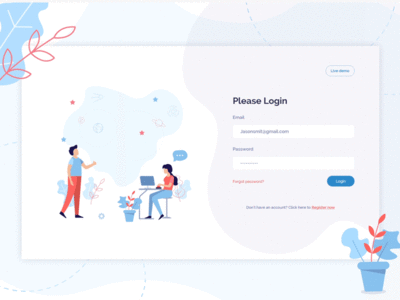 Live demo
Please Login
Email
Jasonsmit@gmail.com
Password
Forgot password?
Login
Don't have an account? Click here to Register now